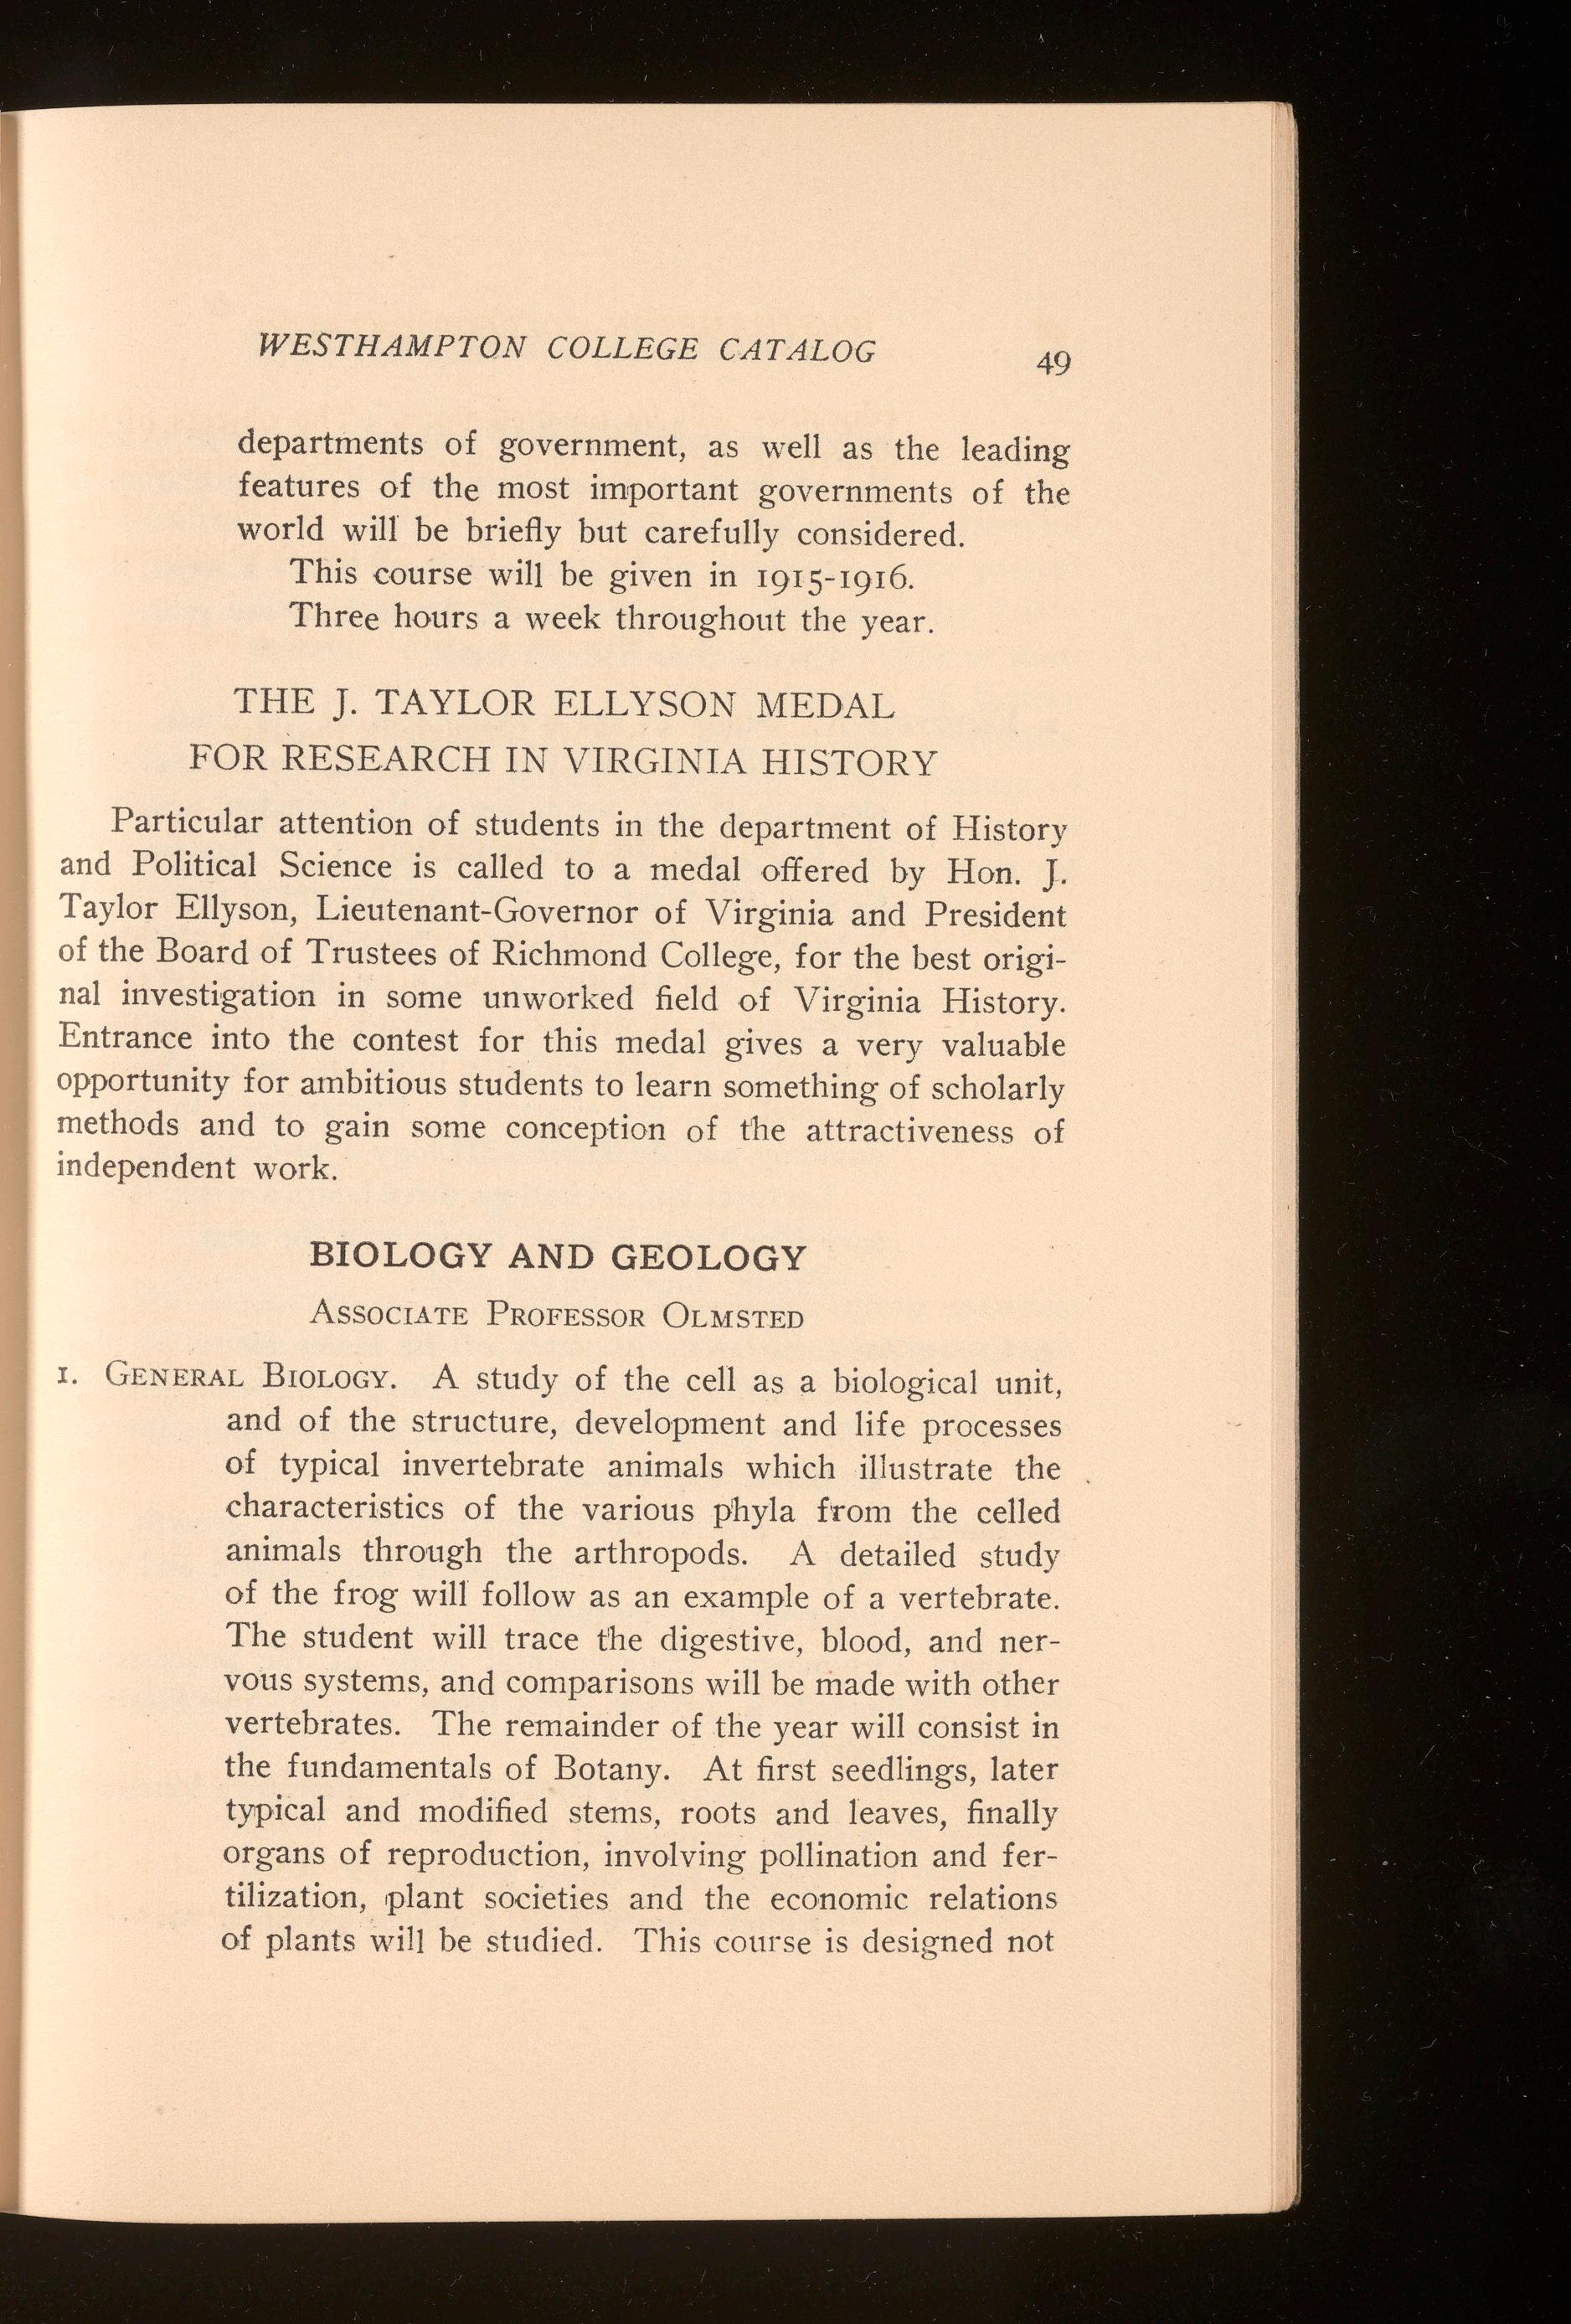 WESTHAMPTON COLLEGE CATALOG 49
departments of government, as well as the leading
features of the most important governments of the
world will be briefly but carefully considered.
This course will be given in 1915-1916.
Three hours a week throughout the year.
THE J. TAYLOR ELLYSON MEDAL
FOR RESEARCH IN VIRGINIA HISTORY
Particular attention of students in the department of History
and Political Science is called to a medal offered by Hon. J.
Taylor Ellyson, Lieutenant-Governor of Virginia and President
of the Board of Trustees of Richmond College, for the best origi-
nal investigation in some unworked field of Virginia History.
Entrance into the contest for this medal gives a very valuable
opportunity for ambitious students to learn something of scholarly
methods and to gain some conception of the attractiveness of
independent work.
BIOLOGY AND GEOLOGY
ASSOCIATE PROFESSOR OLMSTED
1. GENERAL BIOLOGY. A study of the cell as a biological unit,
and of the structure, development and life processes
of typical invertebrate animals which illustrate the
characteristics of the various phyla from the celled
animals through the arthropods. A detailed study
of the frog will follow as an example of a vertebrate.
The student will trace the digestive, blood, and ner-
vous systems, and comparisons will be made with other
vertebrates. The remainder of the year will consist in
the fundamentals of Botany. At first seedlings, later
typical and modified stems, roots and leaves, finally
organs of reproduction, involving pollination and fer-
tilization, plant societies and the economic relations
of plants will be studied. This course is designed not